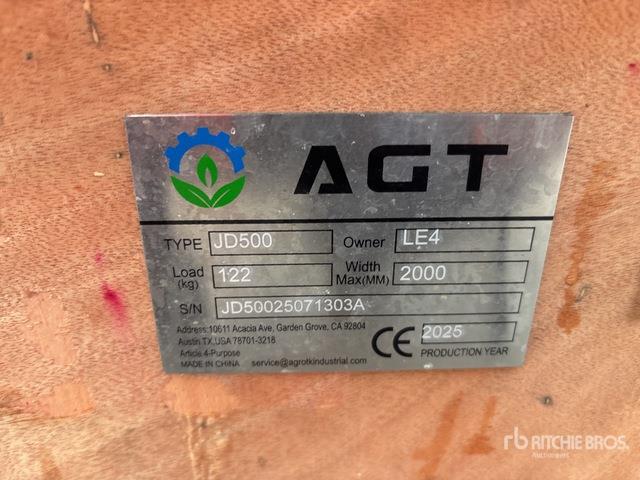 AGT
TYPE JD500 Owner LE4
Load (kg) 122 Width Max(MM) 2000
S/N JD50025071303A
Address:10611 Acacia Ave, Garden Grove, CA 92804
Austin TX,USA 78701-3218
Article 4-Purpose
MADE IN CHINA service@agrotkindustrial.com
CE 2025
PRODUCTION YEAR
rb RITCHIE BROS.
Auctioneers